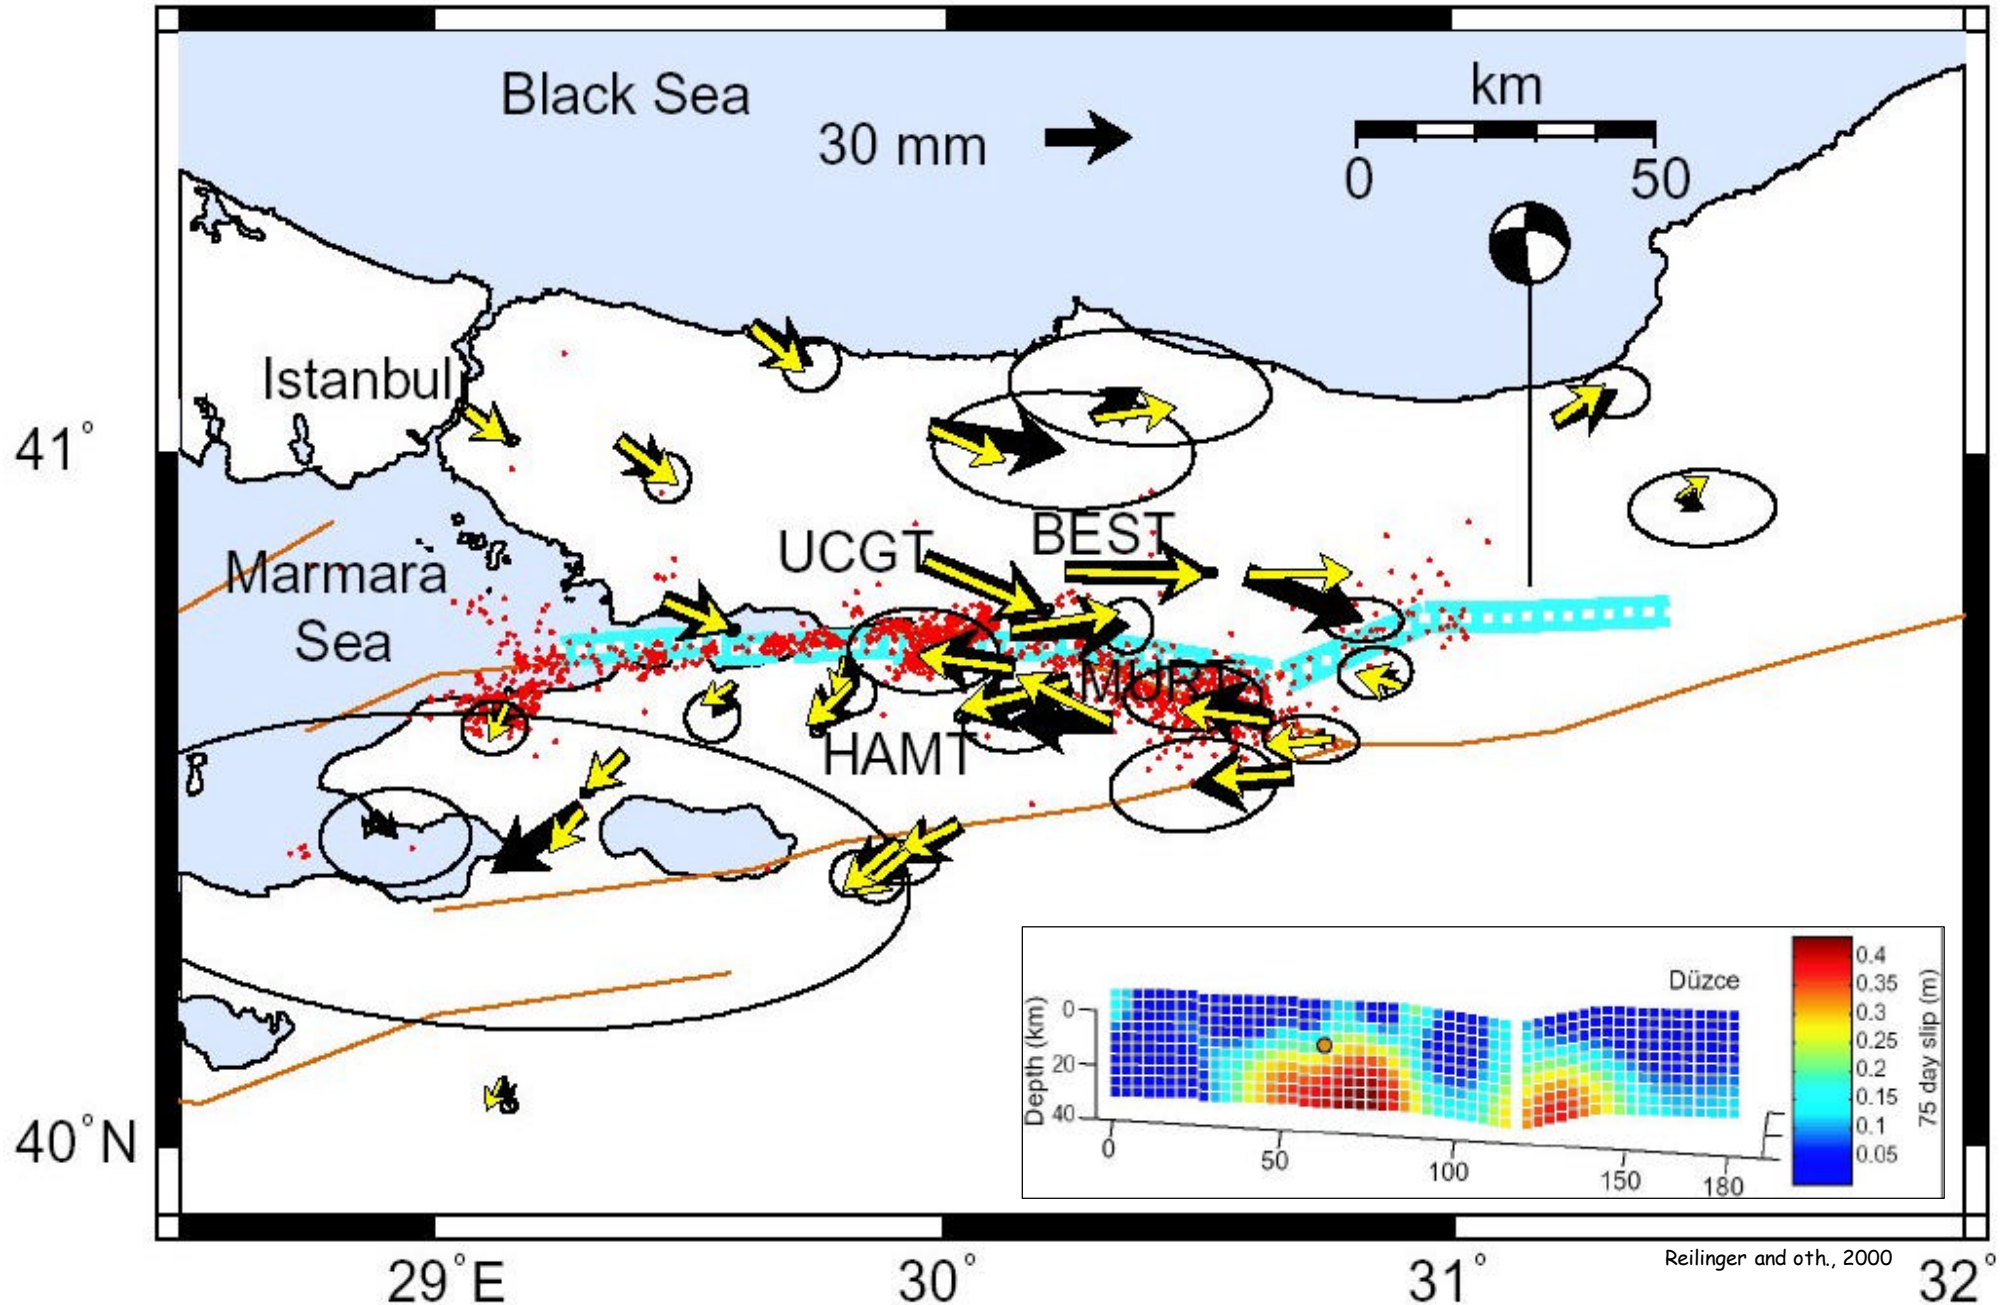 Black Sea
30 mm
km
0 50
Istanbul
41°
UCGT
BEST
Marmara
Sea
MURT
HAMT
Düzce
Depth (km)
0
20
40
0
50
100
150
180
0.4
0.35
0.3
0.25
0.2
0.15
0.1
0.05
75 day slip (m)
40°N
Reilinger and oth., 2000
29°E 30° 31° 32°